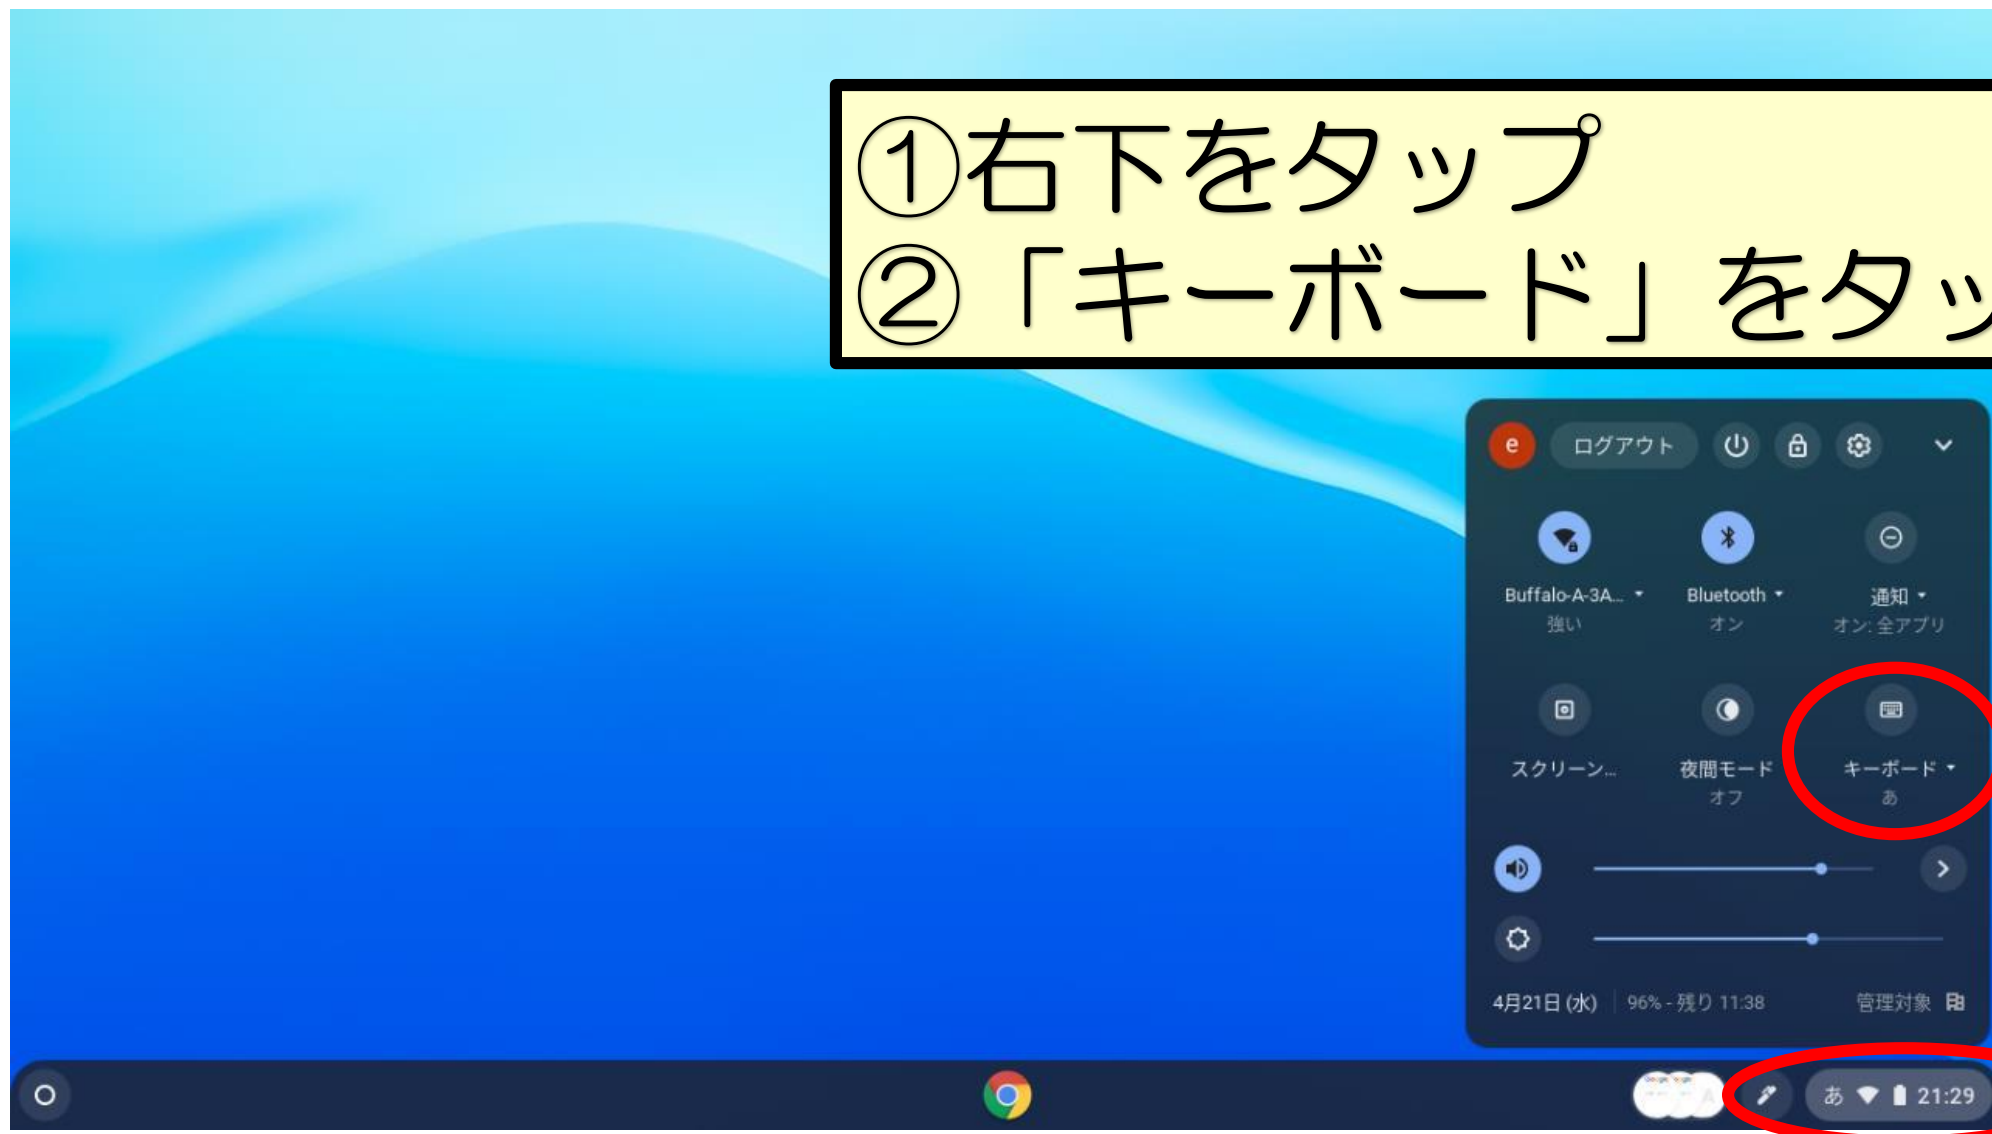 ①右下をタップ
②「キーボード」をタッ
e ログアウト
Buffalo-A-3A... Bluetooth 通知
強い オン オン: 全アプリ
スクリーン... 夜間モード キーボード
オフ あ
4月21日 (水) 96% - 残り 11:38 管理対象
あ 21:29